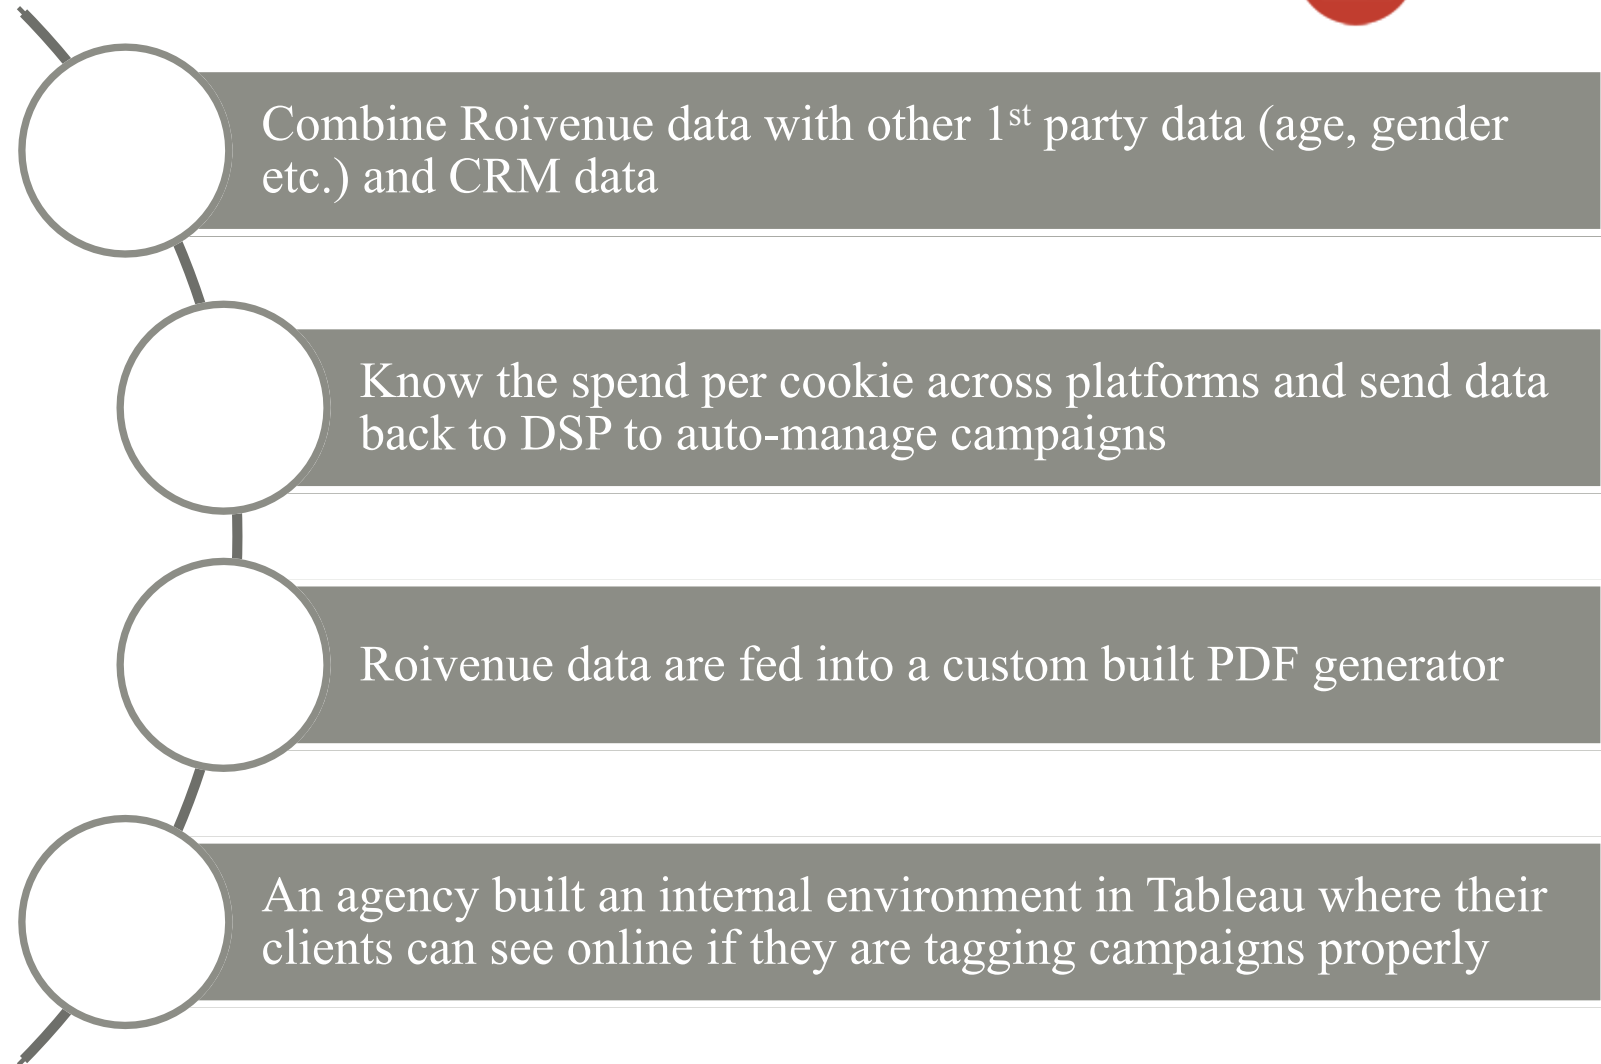 Combine Roivenue data with other 1st party data (age, gender
etc.) and CRM data
Know the spend per cookie across platforms and send data
back to DSP to auto-manage campaigns
Roivenue data are fed into a custom built PDF generator
An agency built an internal environment in Tableau where their
clients can see online if they are tagging campaigns properly